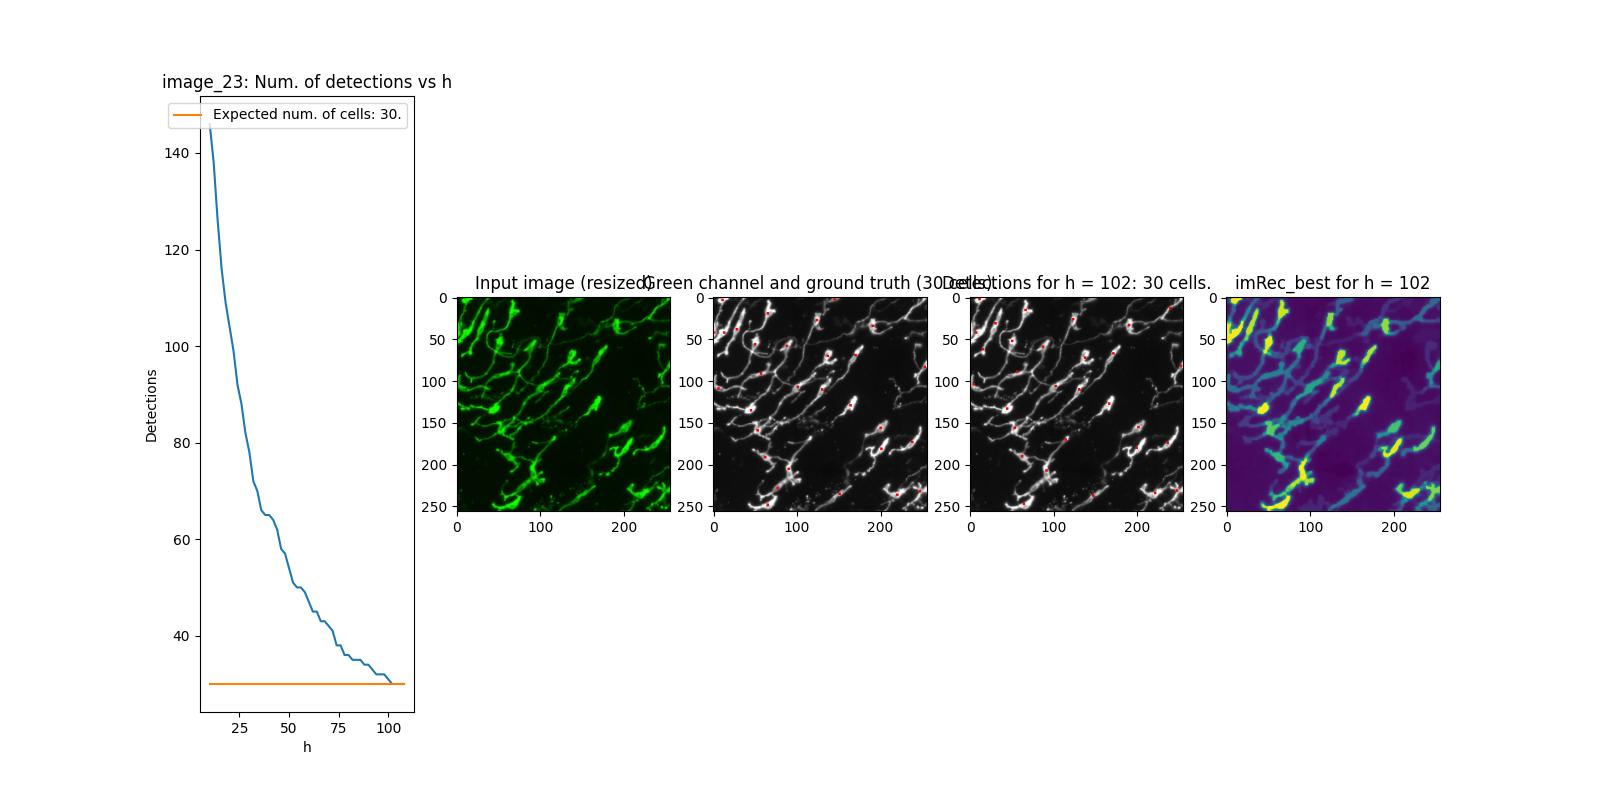 image_23: Num. of detections vs h
Expected num. of cells: 30.
140
120
100
80
60
40
Detections
25 50 75 100
h
Input image (resized).
0
50
100
150
200
250
0 100 200
Green channel and ground truth (30 cells).
0
50
100
150
200
250
0 100 200
Detections for h = 102: 30 cells.
0
50
100
150
200
250
0 100 200
imRec_best for h = 102
0
50
100
150
200
250
0 100 200